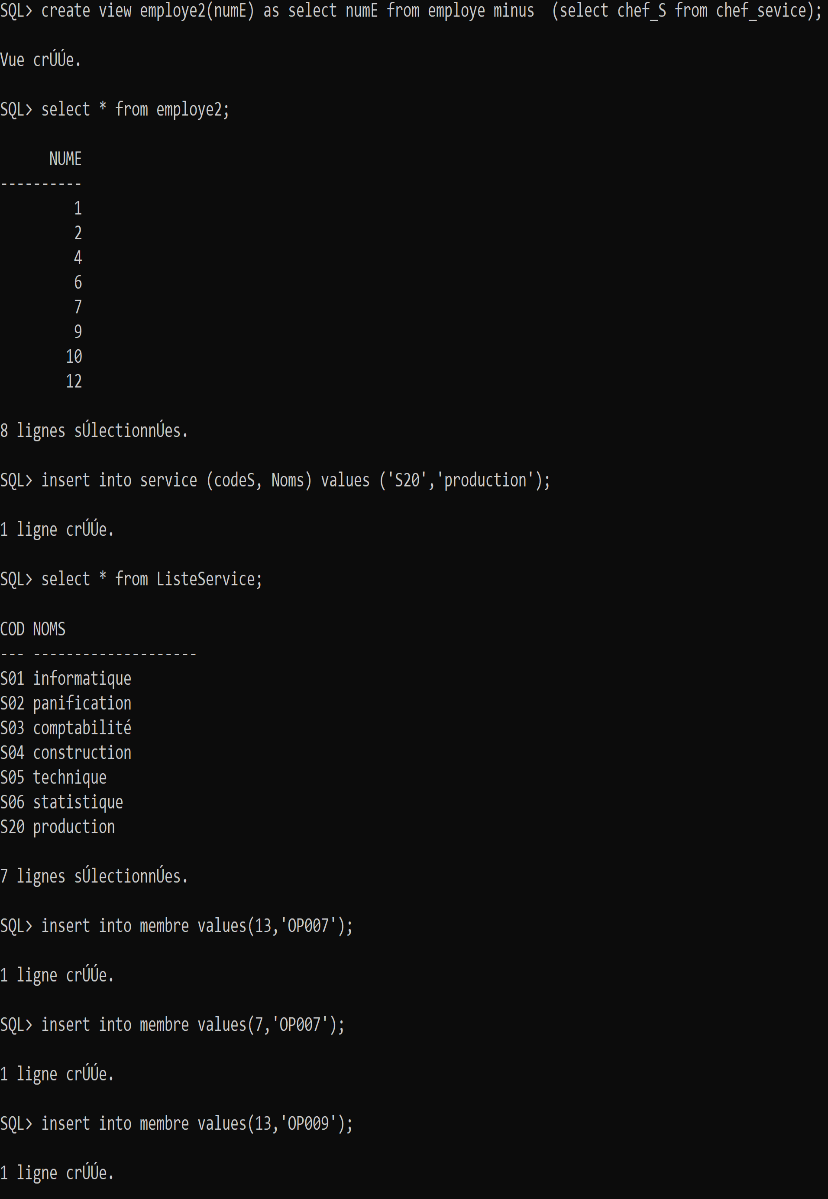 SQL> create view employe2(numE) as select numE from employe minus  (select chef_S from chef_sevice);
Vue crÚÚe.
SQL> select * from employe2;
NUME
----------
1
2
4
6
7
9
10
12
8 lignes sÚlectionnÚes.
SQL> insert into service (codeS, Noms) values ('S20','production');
1 ligne crÚÚe.
SQL> select * from ListeService;
COD NOMS
--- --------------------
S01 informatique
S02 panification
S03 comptabilité
S04 construction
S05 technique
S06 statistique
S20 production
7 lignes sÚlectionnÚes.
SQL> insert into membre values(13,'OP007');
1 ligne crÚÚe.
SQL> insert into membre values(7,'OP007');
1 ligne crÚÚe.
SQL> insert into membre values(13,'OP009');
1 ligne crÚÚe.